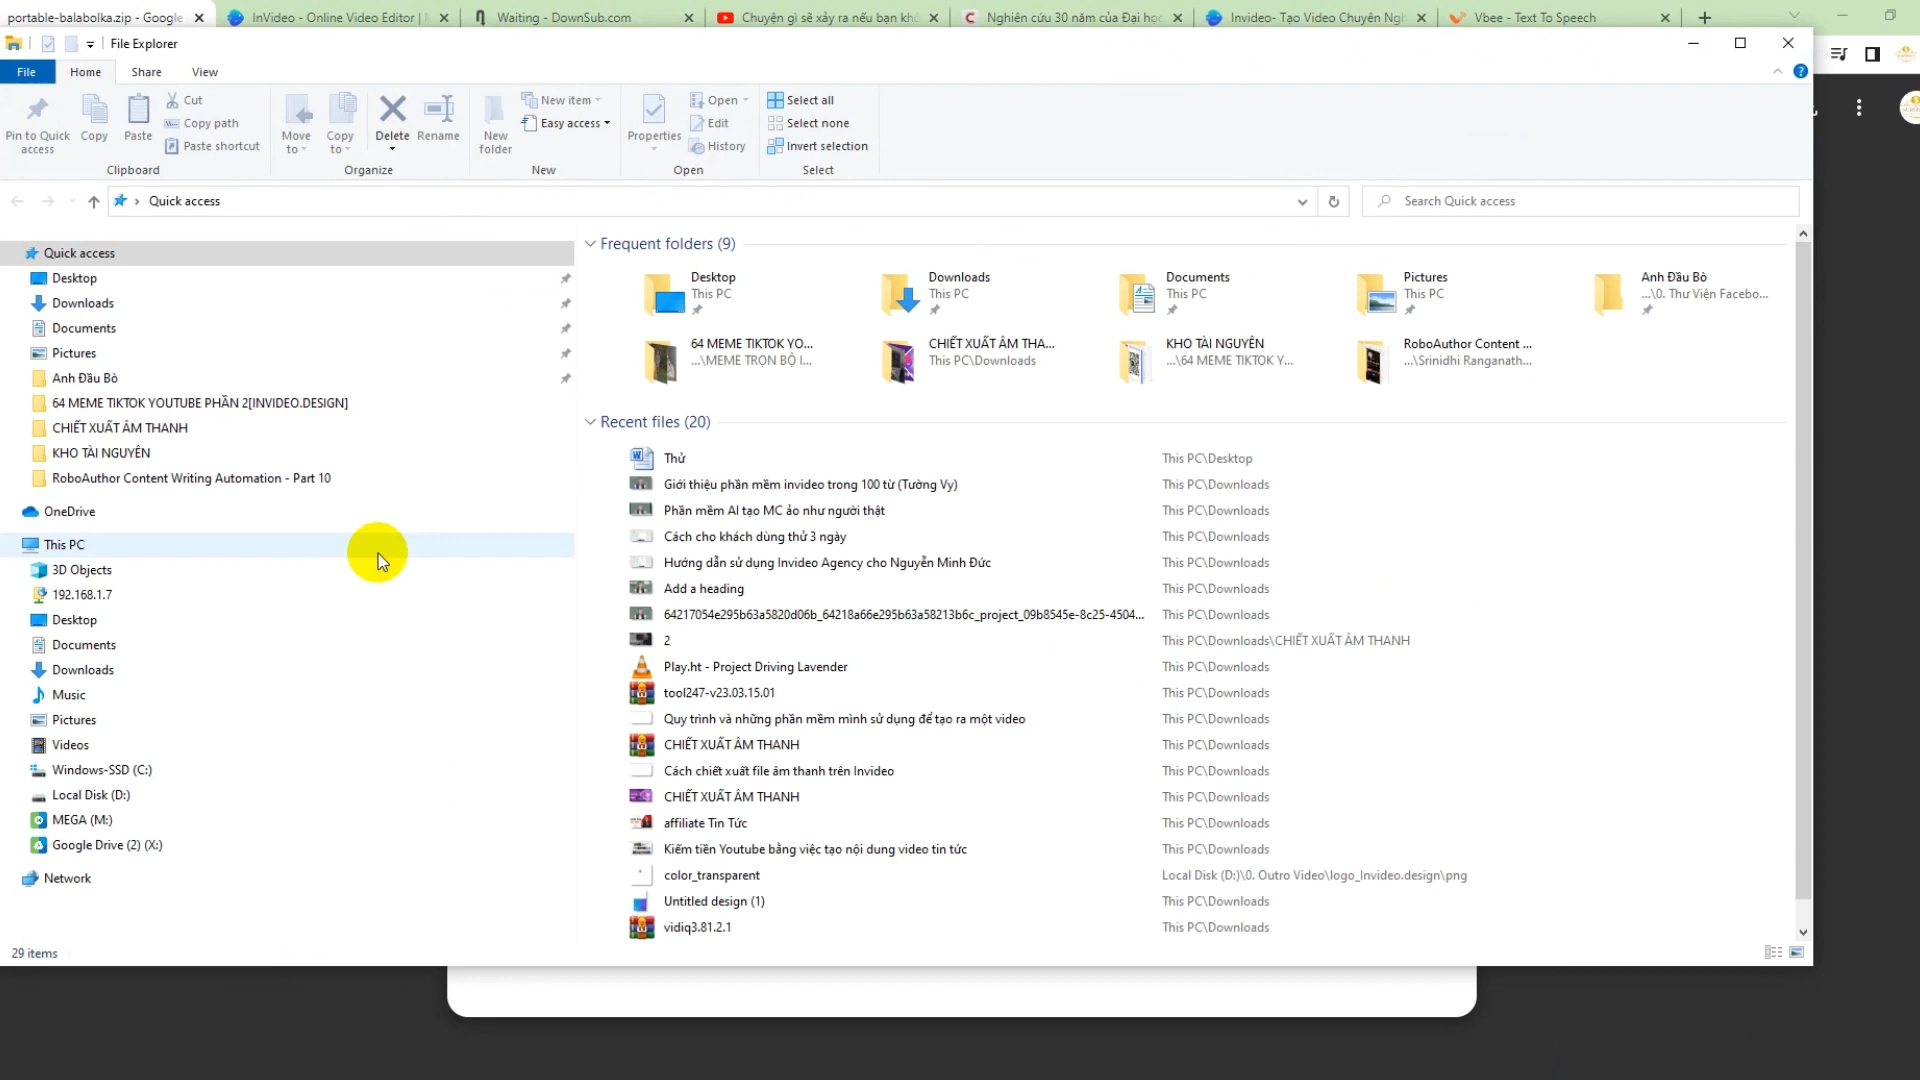 portable-balabolka.zip - Google
InVideo - Online Video Editor |
Waiting - DownSub.com
Chuyện gì sẽ xảy ra nếu bạn khô
Nghiên cứu 30 năm của Đại học
Invideo- Tạo Video Chuyên Ngh
Vbee - Text To Speech
File Explorer
File
Home
Share
View
Pin to Quick access
Copy
Paste
Cut
Copy path
Paste shortcut
Clipboard
Move to
Copy to
Delete
Rename
Organize
New folder
New item
Easy access
New
Properties
Open
Edit
History
Open
Select all
Select none
Invert selection
Select
Quick access
Search Quick access
Quick access
Desktop
Downloads
Documents
Pictures
Anh Đầu Bò
64 MEME TIKTOK YOUTUBE PHẦN 2[INVIDEO.DESIGN]
CHIẾT XUẤT ÂM THANH
KHO TÀI NGUYÊN
RoboAuthor Content Writing Automation - Part 10
OneDrive
This PC
3D Objects
192.168.1.7
Desktop
Documents
Downloads
Music
Pictures
Videos
Windows-SSD (C:)
Local Disk (D:)
MEGA (M:)
Google Drive (2) (X:)
Network
29 items
Frequent folders (9)
Desktop
This PC
Downloads
This PC
Documents
This PC
Pictures
This PC
Anh Đầu Bò
...\0. Thư Viện Facebo...
64 MEME TIKTOK YO...
...\MEME TRỌN BỘ I...
CHIẾT XUẤT ÂM THA...
This PC\Downloads
KHO TÀI NGUYÊN
...\64 MEME TIKTOK Y...
RoboAuthor Content ...
...\Srinidhi Ranganath...
Recent files (20)
Thử This PC\Desktop
Giới thiệu phần mềm invideo trong 100 từ (Tường Vy) This PC\Downloads
Phần mềm AI tạo MC ảo như người thật This PC\Downloads
Cách cho khách dùng thử 3 ngày This PC\Downloads
Hướng dẫn sử dụng Invideo Agency cho Nguyễn Minh Đức This PC\Downloads
Add a heading This PC\Downloads
64217054e295b63a5820d06b_64218a66e295b63a58213b6c_project_09b8545e-8c25-4504... This PC\Downloads
2 This PC\Downloads\CHIẾT XUẤT ÂM THANH
Play.ht - Project Driving Lavender This PC\Downloads
tool247-v23.03.15.01 This PC\Downloads
Quy trình và những phần mềm mình sử dụng để tạo ra một video This PC\Downloads
CHIẾT XUẤT ÂM THANH This PC\Downloads
Cách chiết xuất file âm thanh trên Invideo This PC\Downloads
CHIẾT XUẤT ÂM THANH This PC\Downloads
affiliate Tin Tức This PC\Downloads
Kiếm tiền Youtube bằng việc tạo nội dung video tin tức This PC\Downloads
color_transparent Local Disk (D:)\0. Outro Video\logo_Invideo.design\png
Untitled design (1) This PC\Downloads
vidiq3.81.2.1 This PC\Downloads